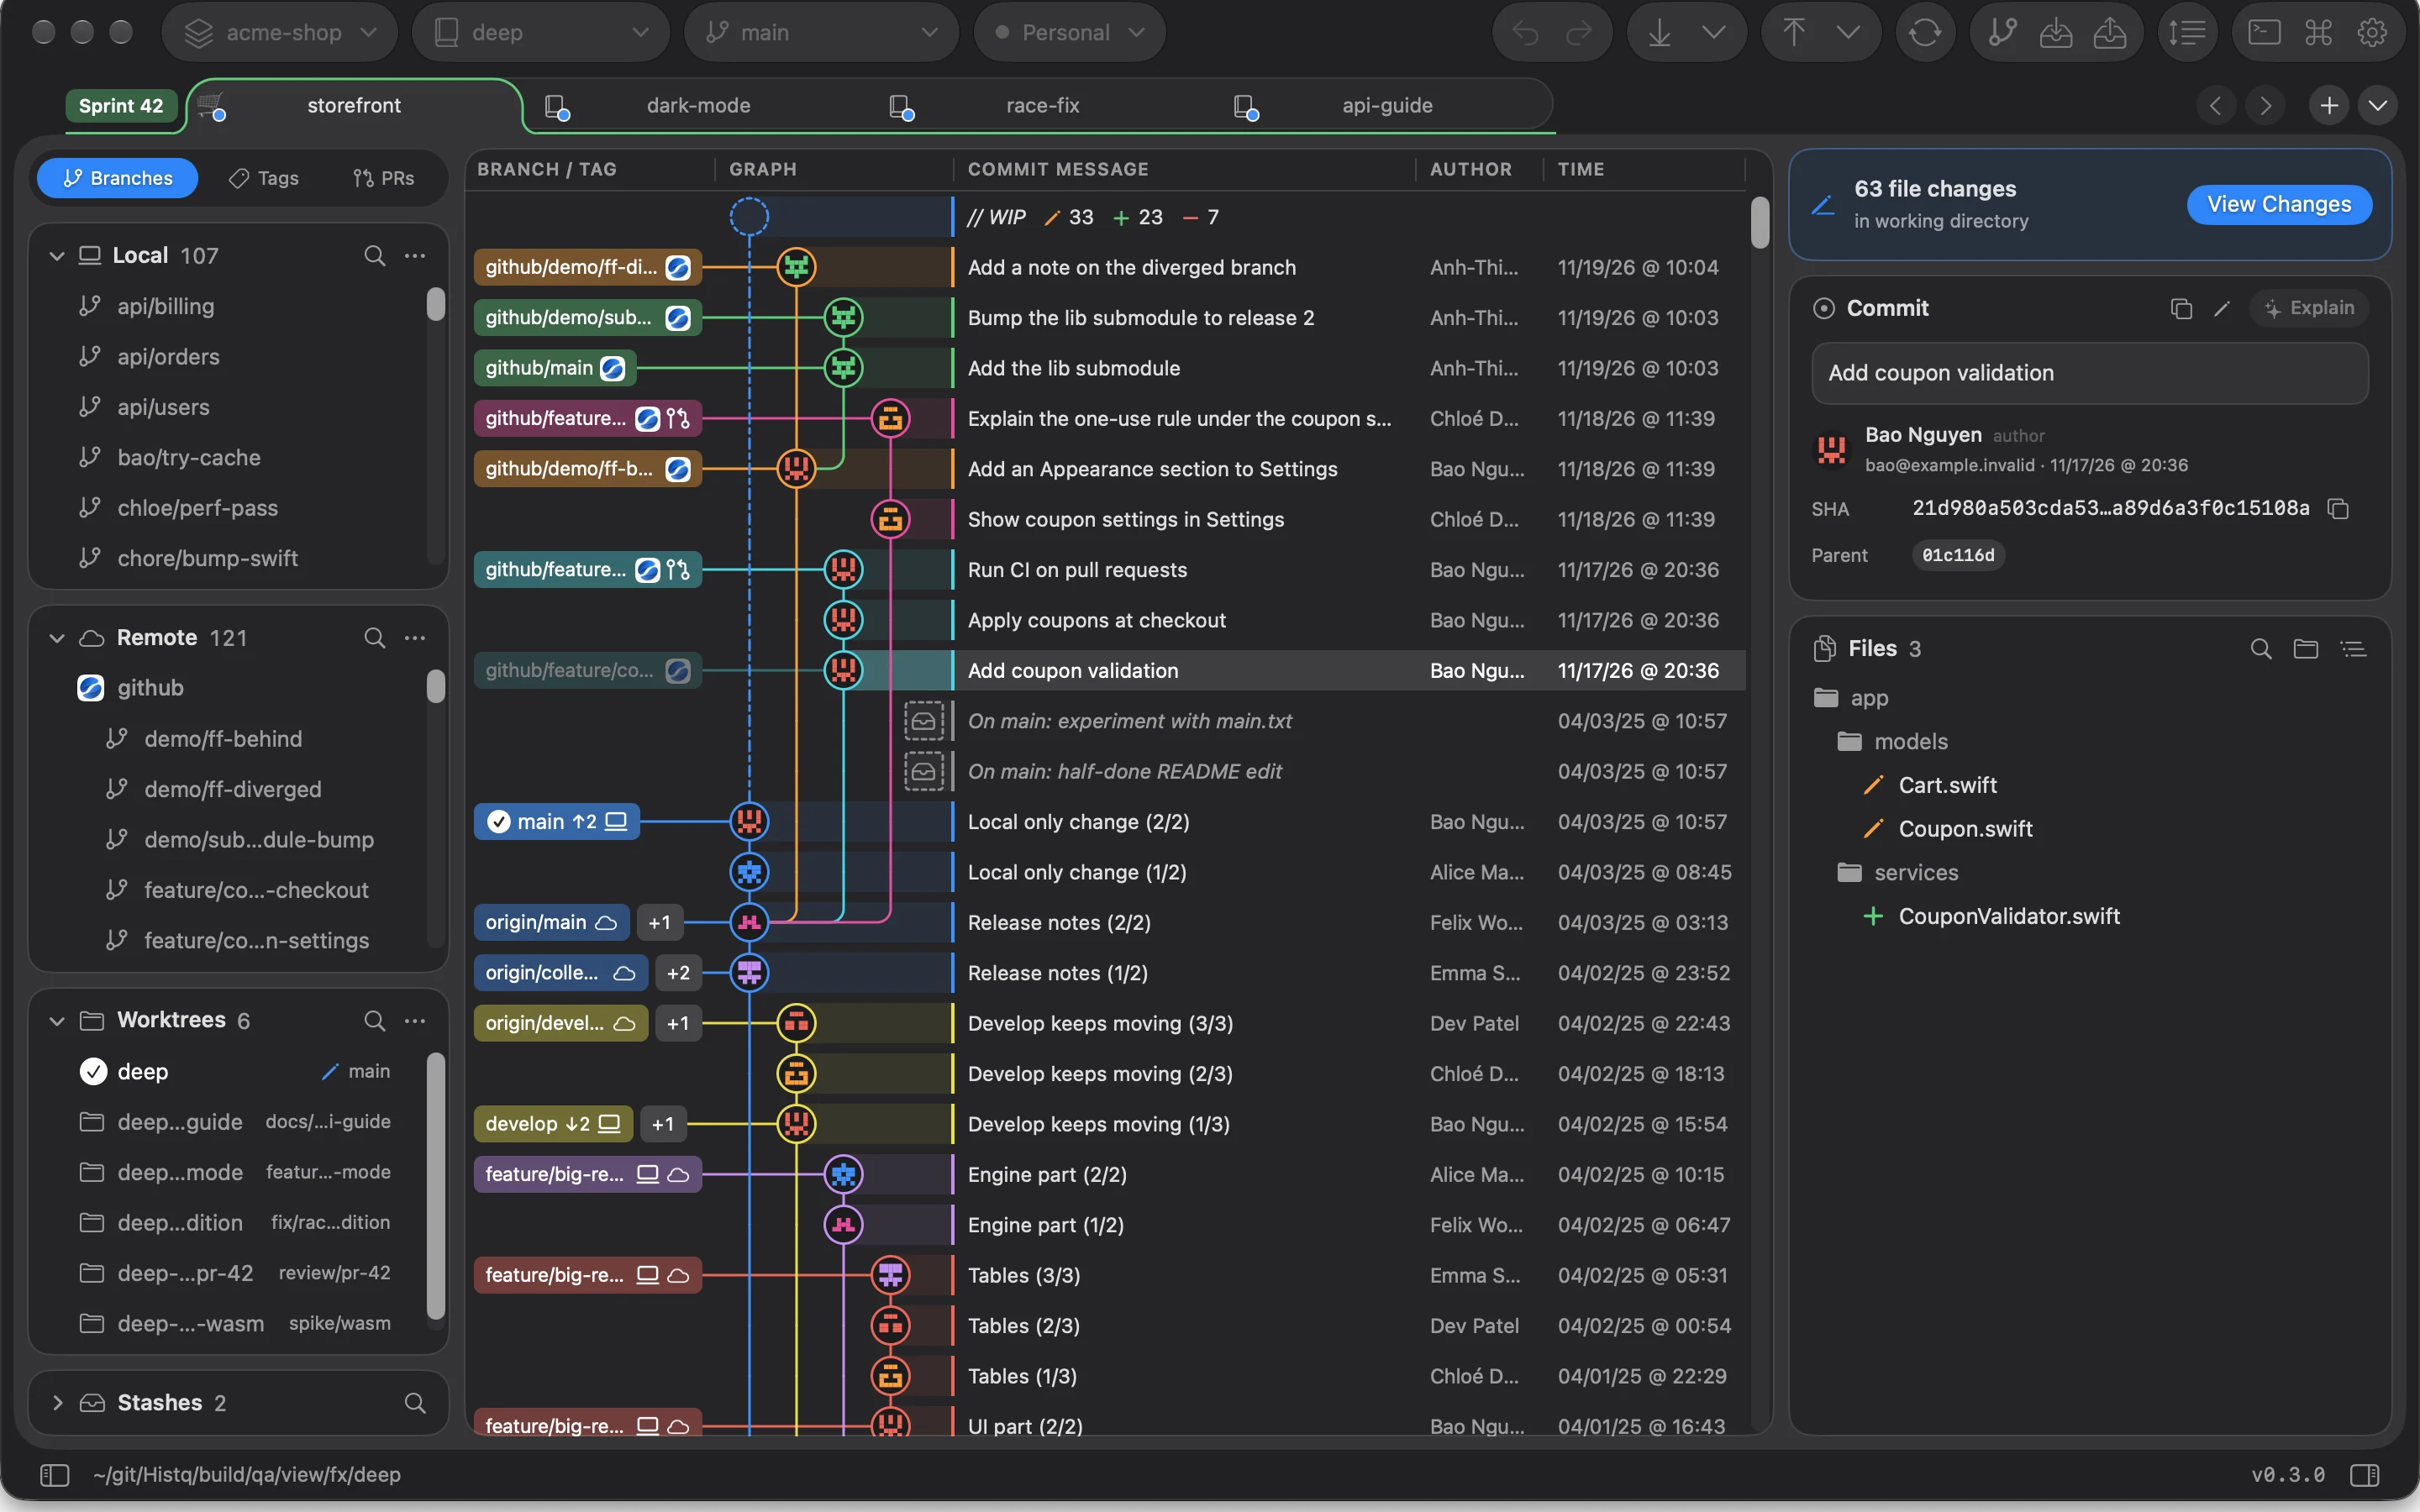 acme-shop
deep
main
Personal
Sprint 42
storefront
dark-mode
race-fix
api-guide
Branches
Tags
PRs
Local 107
api/billing
api/orders
api/users
bao/try-cache
chloe/perf-pass
chore/bump-swift
Remote 121
github
demo/ff-behind
demo/ff-diverged
demo/sub...dule-bump
feature/co...-checkout
feature/co...n-settings
Worktrees 6
deep main
deep...guide docs/...i-guide
deep...mode featur...-mode
deep...dition fix/rac...dition
deep-...pr-42 review/pr-42
deep-...-wasm spike/wasm
Stashes 2
BRANCH / TAG GRAPH COMMIT MESSAGE AUTHOR TIME
// WIP 33 + 23 − 7
github/demo/ff-di... Add a note on the diverged branch Anh-Thi... 11/19/26 @ 10:04
github/demo/sub... Bump the lib submodule to release 2 Anh-Thi... 11/19/26 @ 10:03
github/main Add the lib submodule Anh-Thi... 11/19/26 @ 10:03
github/feature... Explain the one-use rule under the coupon s... Chloé D... 11/18/26 @ 11:39
github/demo/ff-b... Add an Appearance section to Settings Bao Ngu... 11/18/26 @ 11:39
Show coupon settings in Settings Chloé D... 11/18/26 @ 11:39
github/feature... Run CI on pull requests Bao Ngu... 11/17/26 @ 20:36
Apply coupons at checkout Bao Ngu... 11/17/26 @ 20:36
github/feature/co... Add coupon validation Bao Ngu... 11/17/26 @ 20:36
On main: experiment with main.txt 04/03/25 @ 10:57
On main: half-done README edit 04/03/25 @ 10:57
main ↑2 Local only change (2/2) Bao Ngu... 04/03/25 @ 10:57
Local only change (1/2) Alice Ma... 04/03/25 @ 08:45
origin/main +1 Release notes (2/2) Felix Wo... 04/03/25 @ 03:13
origin/colle... +2 Release notes (1/2) Emma S... 04/02/25 @ 23:52
origin/devel... +1 Develop keeps moving (3/3) Dev Patel 04/02/25 @ 22:43
Develop keeps moving (2/3) Chloé D... 04/02/25 @ 18:13
develop ↓2 +1 Develop keeps moving (1/3) Bao Ngu... 04/02/25 @ 15:54
feature/big-re... Engine part (2/2) Alice Ma... 04/02/25 @ 10:15
Engine part (1/2) Felix Wo... 04/02/25 @ 06:47
feature/big-re... Tables (3/3) Emma S... 04/02/25 @ 05:31
Tables (2/3) Dev Patel 04/02/25 @ 00:54
Tables (1/3) Chloé D... 04/01/25 @ 22:29
feature/big-re... UI part (2/2) Bao Ngu... 04/01/25 @ 16:43
63 file changes
in working directory
View Changes
Commit
Explain
Add coupon validation
Bao Nguyen author
bao@example.invalid · 11/17/26 @ 20:36
SHA 21d980a503cda53…a89d6a3f0c15108a
Parent 01c116d
Files 3
app
models
Cart.swift
Coupon.swift
services
CouponValidator.swift
~/git/Histq/build/qa/view/fx/deep
v0.3.0